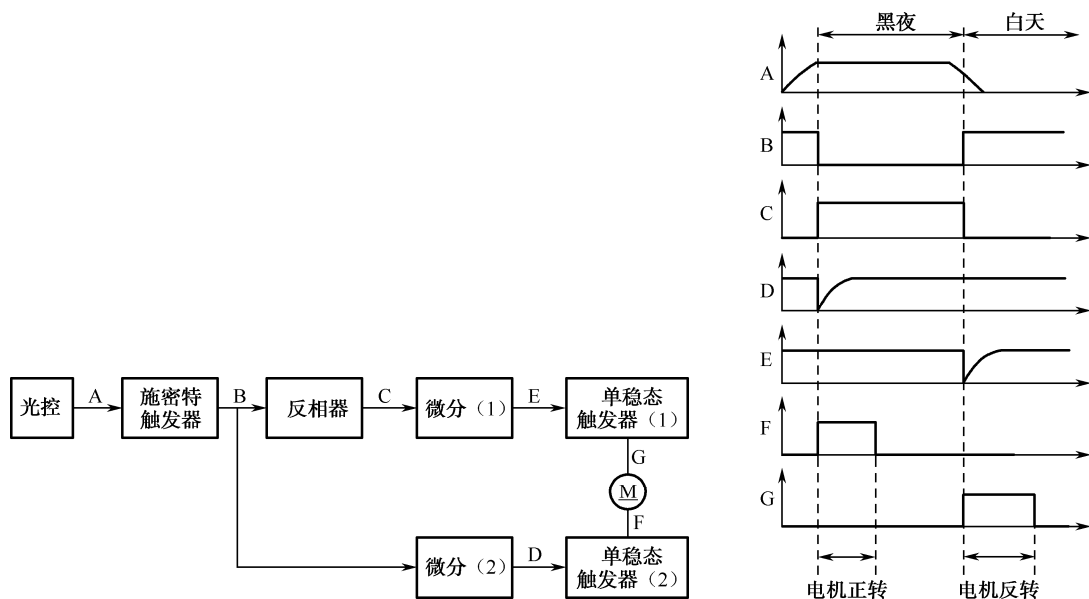 黑夜
白天
A
B
C
D
E
F
G
电机正转
电机反转
光控
A
施密特
触发器
B
反相器
C
微分（1）
E
单稳态
触发器（1）
G
M
F
微分（2）
D
单稳态
触发器（2）